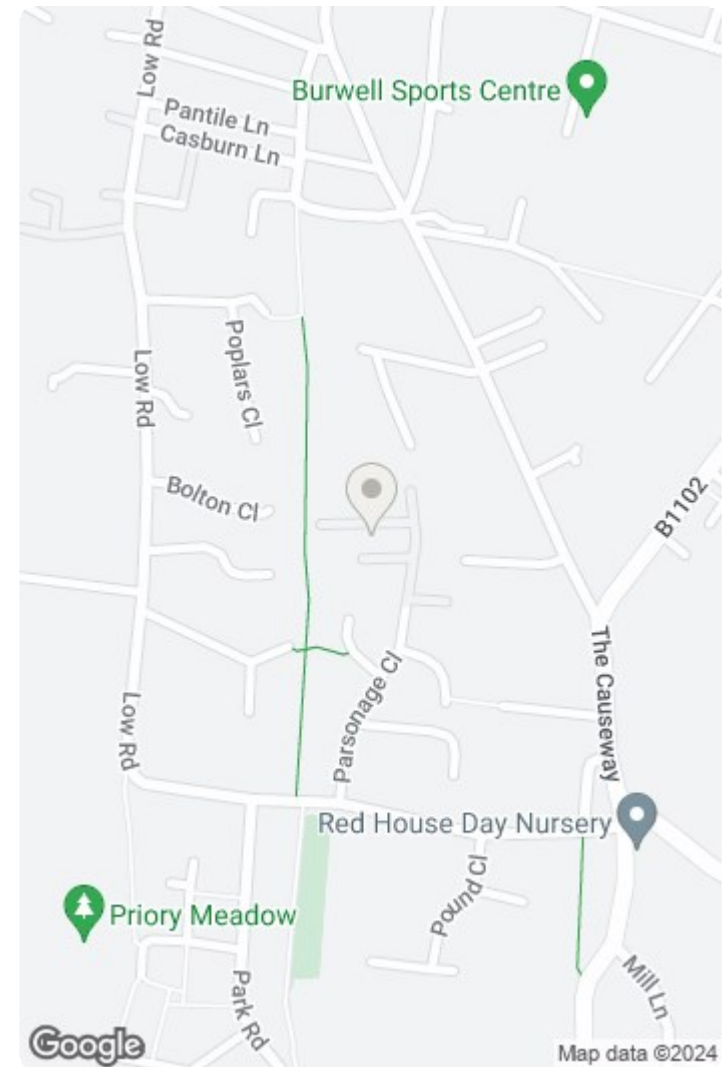 Low Rd
Burwell Sports Centre
Pantile Ln
Casburn Ln
Low Rd
Poplars Cl
Bolton Cl
B1102
The Causeway
Low Rd
Parsonage Cl
Red House Day Nursery
Pound Cl
Priory Meadow
Park Rd
Mill Ln
Google
Map data ©2024